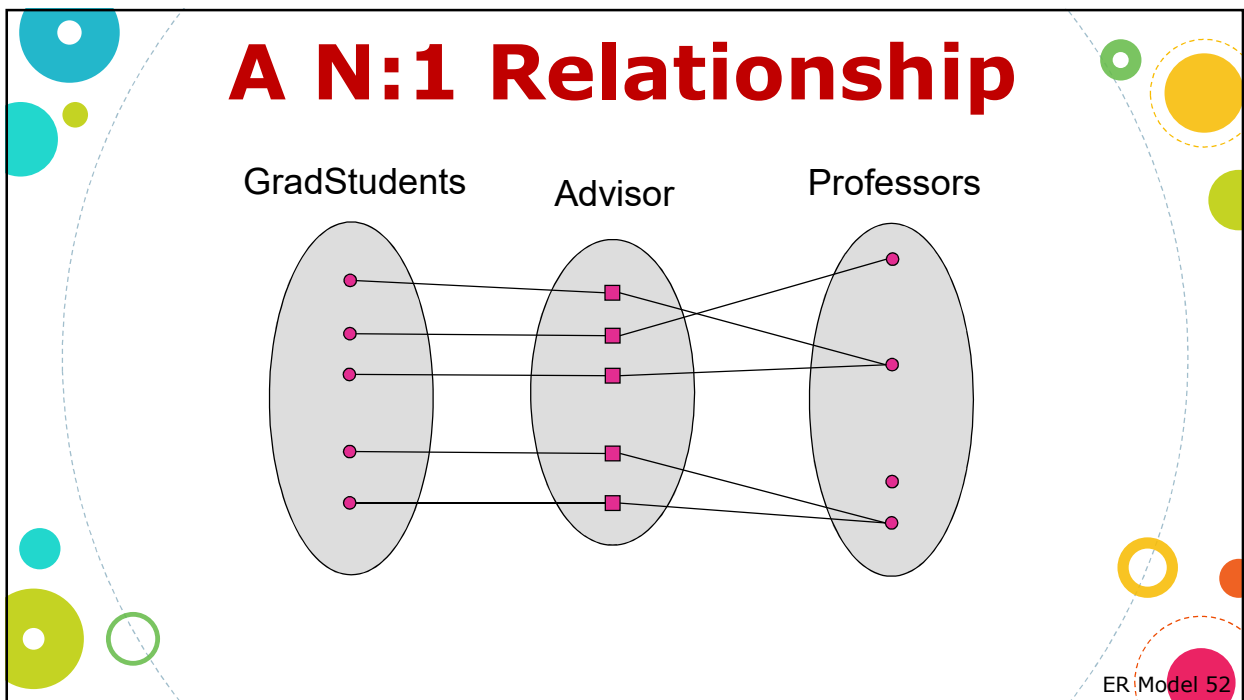 A N:1 Relationship
GradStudents
Advisor
Professors
ER Model 52